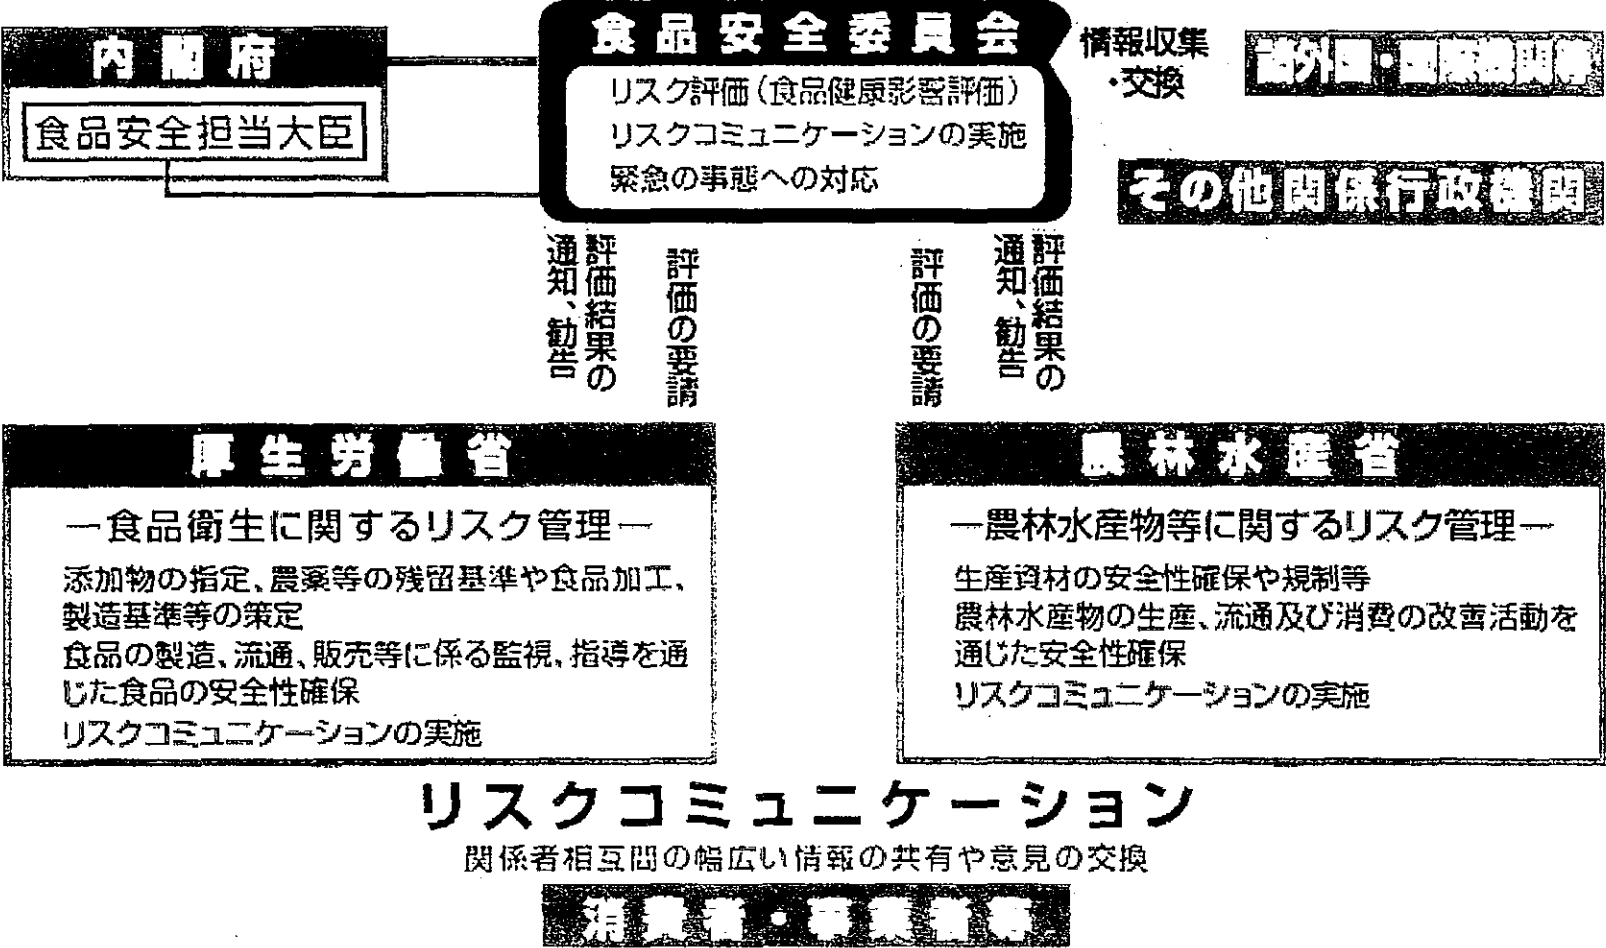 内閣府
食品安全担当大臣
食品安全委員会
リスク評価(食品健康影響評価)
リスクコミュニケーションの実施
緊急の事態への対応
情報収集
・交換
諸外国・国際機関等
その他関係行政機関
評価結果の
通知、勧告
評価の要請
評価の要請
評価結果の
通知、勧告
厚生労働省
―食品衛生に関するリスク管理―
添加物の指定、農薬等の残留基準や食品加工、
製造基準等の策定
食品の製造、流通、販売等に係る監視、指導を通
じた食品の安全性確保
リスクコミュニケーションの実施
農林水産省
―農林水産物等に関するリスク管理―
生産資材の安全性確保や規制等
農林水産物の生産、流通及び消費の改善活動を
通じた安全性確保
リスクコミュニケーションの実施
リスクコミュニケーション
関係者相互間の幅広い情報の共有や意見の交換
消費者・事業者等